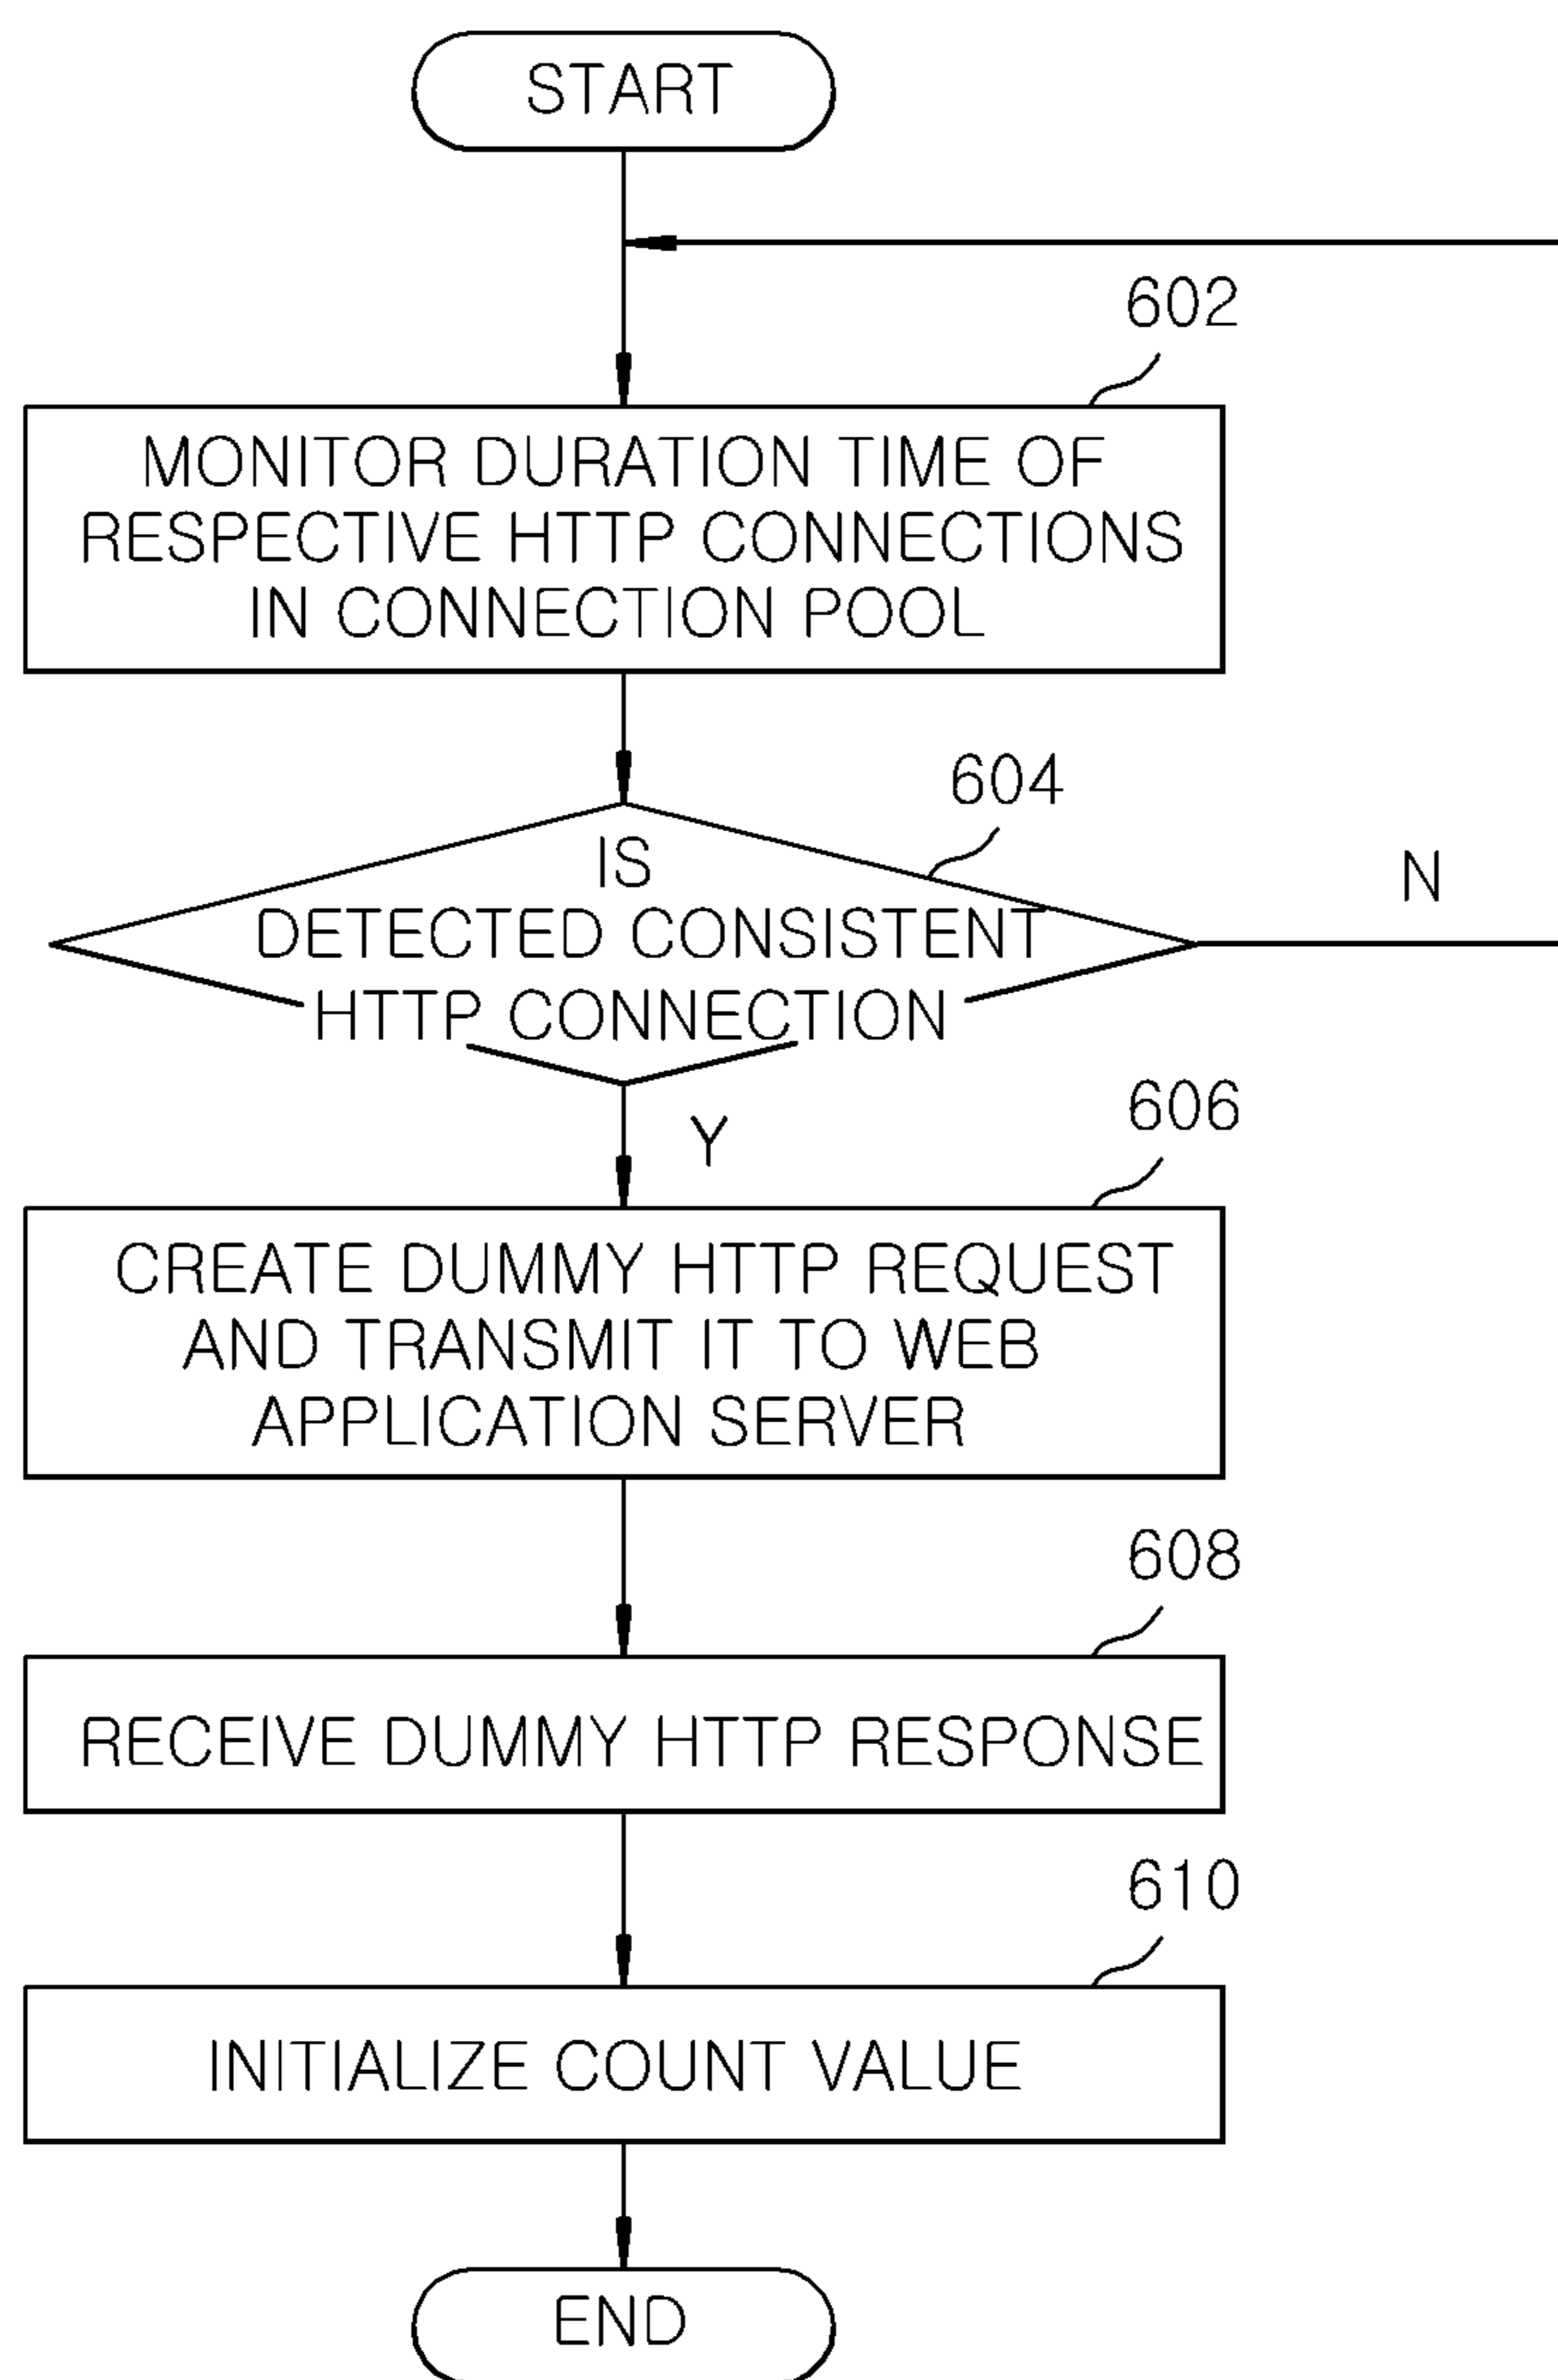 START
602
MONITOR DURATION TIME OF
RESPECTIVE HTTP CONNECTIONS
IN CONNECTION POOL
604
IS
DETECTED CONSISTENT
HTTP CONNECTION
N
Y
606
CREATE DUMMY HTTP REQUEST
AND TRANSMIT IT TO WEB
APPLICATION SERVER
608
RECEIVE DUMMY HTTP RESPONSE
610
INITIALIZE COUNT VALUE
END